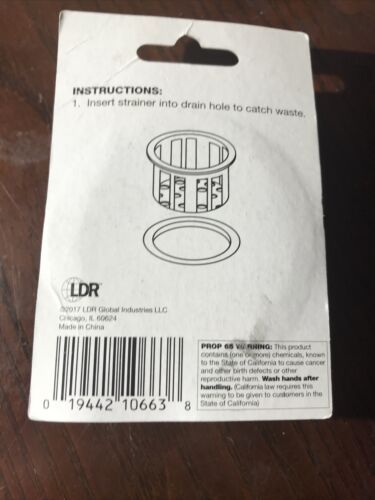 INSTRUCTIONS:
1. Insert strainer into drain hole to catch waste.
LDR
©2017 LDR Global Industries LLC
Chicago, IL 60624
Made in China
PROP 65 WARNING: This product
contains (one or more) chemicals, known
to the State of California to cause cancer
and other birth defects or other
reproductive harm. Wash hands after
handling. (California law requires this
warning to be given to customers in the
State of California)
0 19442 10663 8